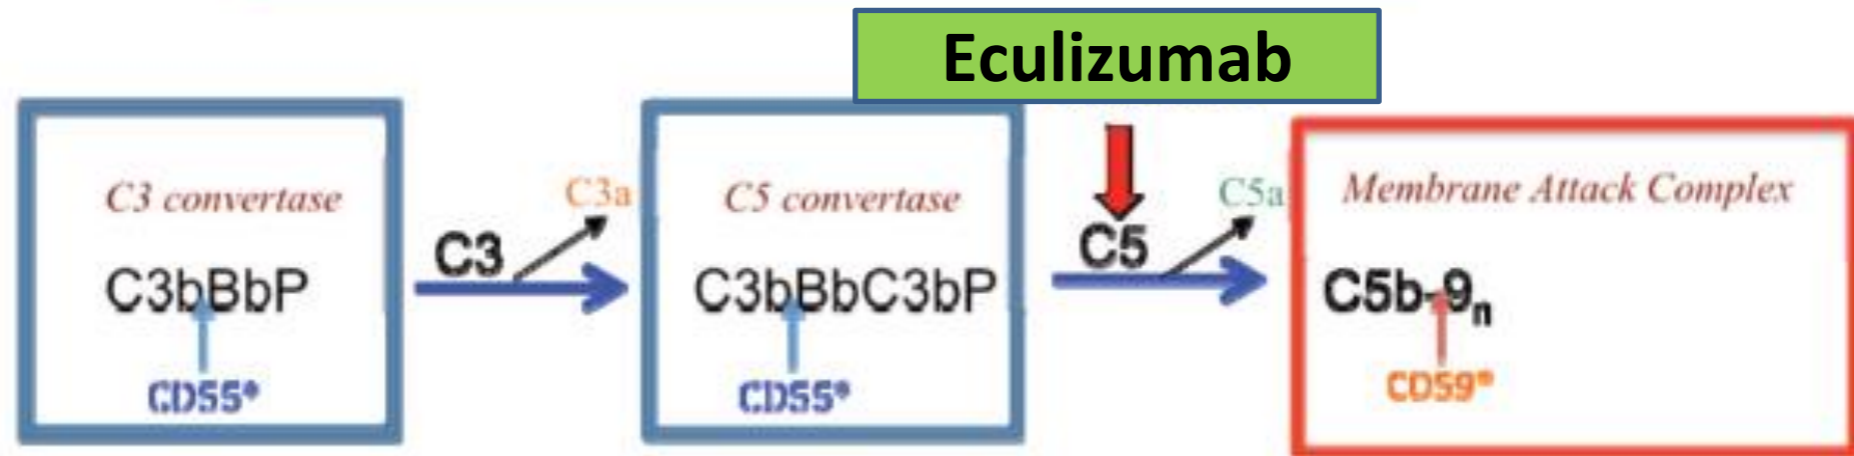 Eculizumab
C3 convertase
C3bBbP
CD55*
C3
C3a
C5 convertase
C3bBbC3bP
CD55*
C5
C5a
Membrane Attack Complex
C5b-9n
CD59*